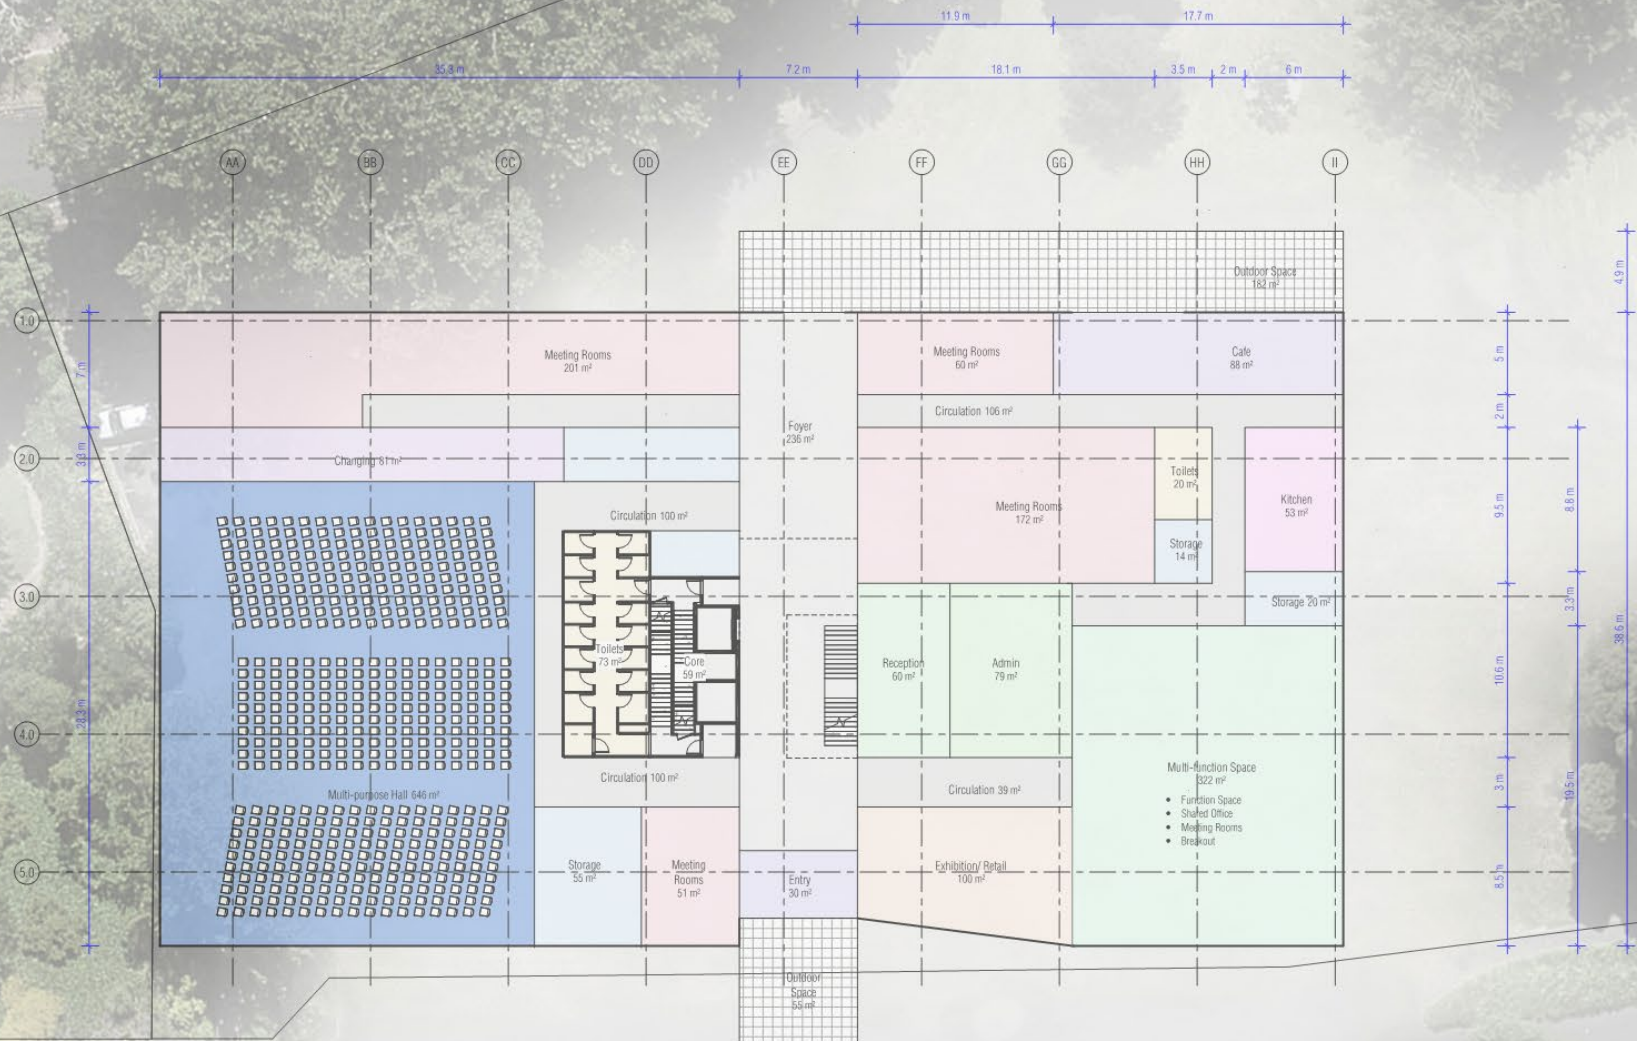 11.9 m
17.7 m
35.3 m
7.2 m
18.1 m
3.5 m
2 m
6 m
AA
BB
CC
DD
EE
FF
GG
HH
II
4.9 m
Outdoor Space
182 m²
1.0
7 m
Meeting Rooms
201 m²
Meeting Rooms
60 m²
Cafe
88 m²
5 m
Circulation 106 m²
2 m
Foyer
236 m²
2.0
3.3 m
Changing 81 m²
Toilets
20 m²
Kitchen
53 m²
9.5 m
8.8 m
Meeting Rooms
172 m²
Circulation 100 m²
Storage
14 m²
3.0
Storage 20 m²
3.3 m
38.6 m
Toilets
73 m²
Core
59 m²
Reception
60 m²
Admin
79 m²
10.6 m
28.3 m
4.0
Multi-function Space
322 m²
• Function Space
• Shared Office
• Meeting Rooms
• Breakout
Circulation 100 m²
Circulation 39 m²
3 m
19.5 m
Multi-purpose Hall 646 m²
5.0
Storage
55 m²
Meeting
Rooms
51 m²
Entry
30 m²
Exhibition/ Retail
100 m²
8.5 m
Outdoor
Space
55 m²